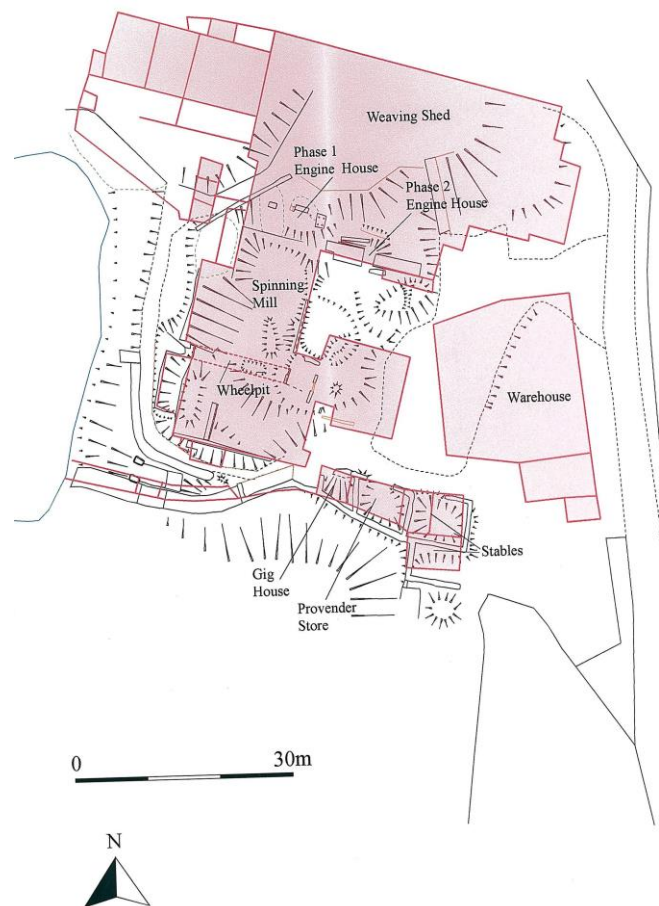 Weaving Shed
Phase 1
Engine House
Phase 2
Engine House
Spinning
Mill
Wheelpit
Warehouse
Stables
Gig
House
Provender
Store
0
30m
N